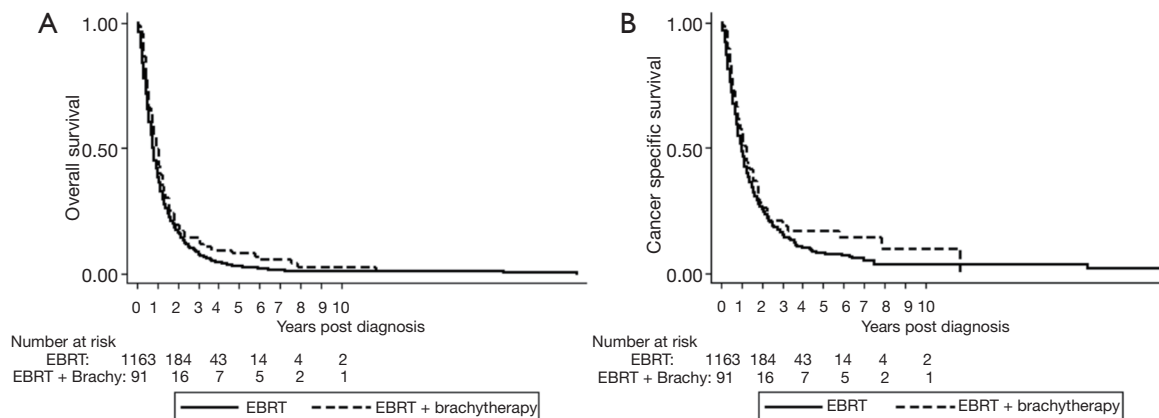 A
Overall survival
1.00
0.50
0.00
0 1 2 3 4 5 6 7 8 9 10
Years post diagnosis
Number at risk
EBRT: 1163 184 43 14 4 2
EBRT + Brachy: 91 16 7 5 2 1
EBRT EBRT + brachytherapy
B
Cancer specific survival
1.00
0.50
0.00
0 1 2 3 4 5 6 7 8 9 10
Years post diagnosis
Number at risk
EBRT: 1163 184 43 14 4 2
EBRT + Brachy: 91 16 7 5 2 1
EBRT EBRT + brachytherapy